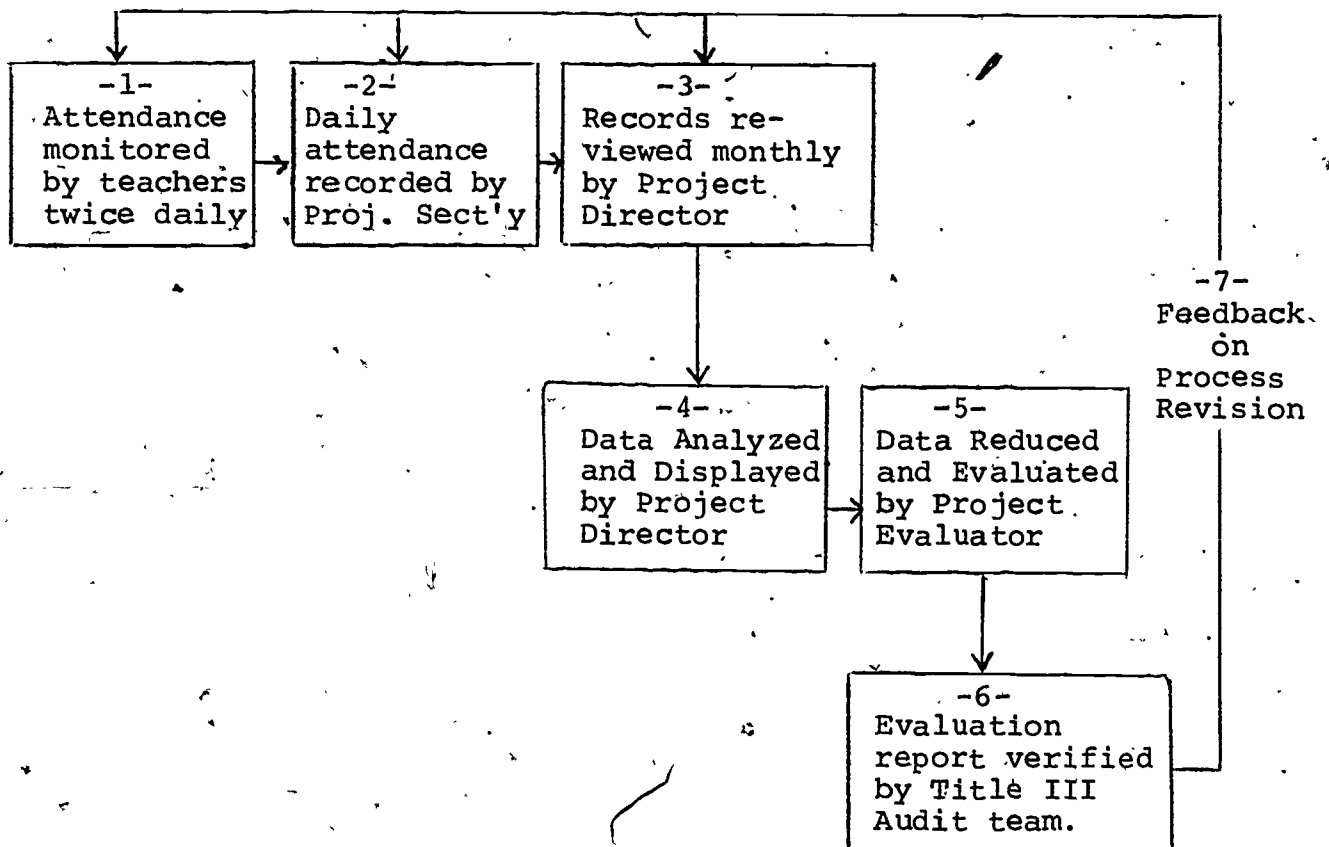 -1-
Attendance
monitored
by teachers
twice daily
-2-
Daily
attendance
recorded by
Proj. Sect'y
-3-
Records re-
viewed monthly
by Project
Director
-4-
Data Analyzed
and Displayed
by Project
Director
-5-
Data Reduced
and Evaluated
by Project
Evaluator
-6-
Evaluation
report verified
by Title III
Audit team.
-7-
Feedback
on
Process
Revision